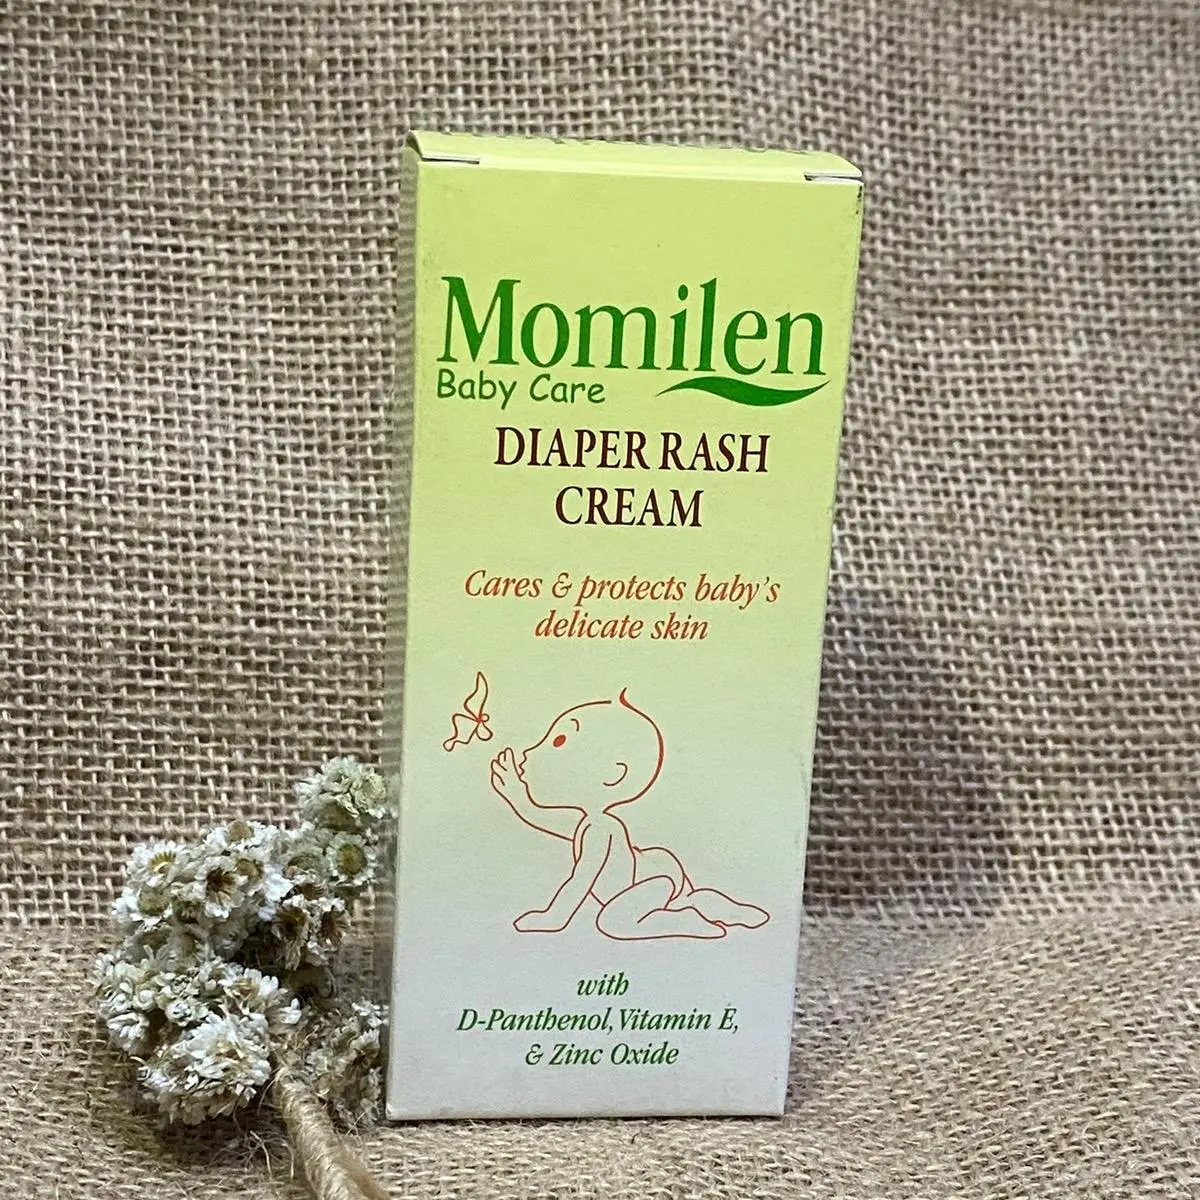 Momilen
Baby Care
DIAPER RASH
CREAM
Cares & protects baby's
delicate skin
with
D-Panthenol, Vitamin E,
& Zinc Oxide